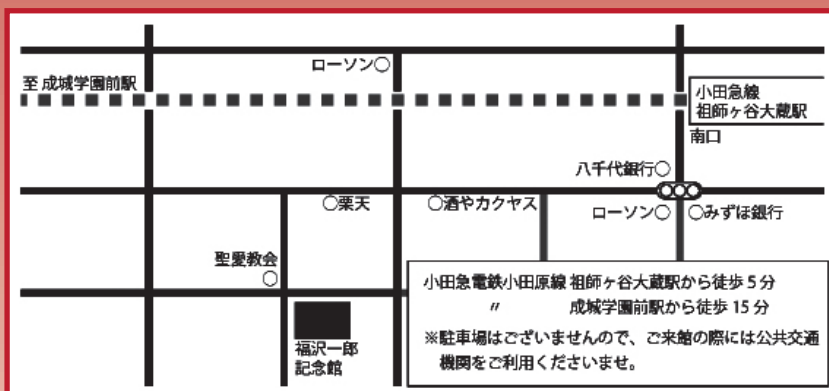 ローソン○
至 成城学園前駅
小田急線
祖師ヶ谷大蔵駅
南口
八千代銀行○
○栗天
○酒やカクヤス
ローソン○
○みずほ銀行
聖愛教会
○
小田急電鉄小田原線 祖師ヶ谷大蔵駅から徒歩 5 分
〃 成城学園前駅から徒歩 15 分
※駐車場はございませんので、ご来館の際には公共交通
機関をご利用くださいませ。
福沢一郎
記念館